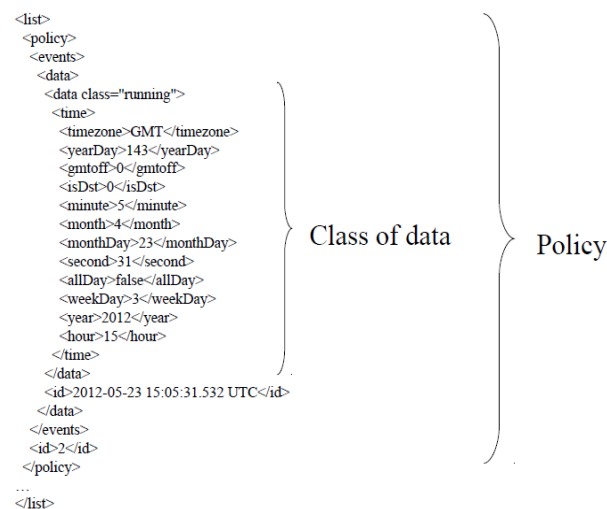 <list>
<policy>
<events>
<data>
<data class="running">
<time>
<timezone>GMT</timezone>
<yearDay>143</yearDay>
<gmtoff>0</gmtoff>
<isDst>0</isDst>
<minute>5</minute>
<month>4</month>
<monthDay>23</monthDay>
<second>31</second>
<allDay>false</allDay>
<weekDay>3</weekDay>
<year>2012</year>
<hour>15</hour>
</time>
</data>
<id>2012-05-23 15:05:31.532 UTC</id>
</data>
</events>
<id>2</id>
</policy>
...
</list>
Class of data
Policy